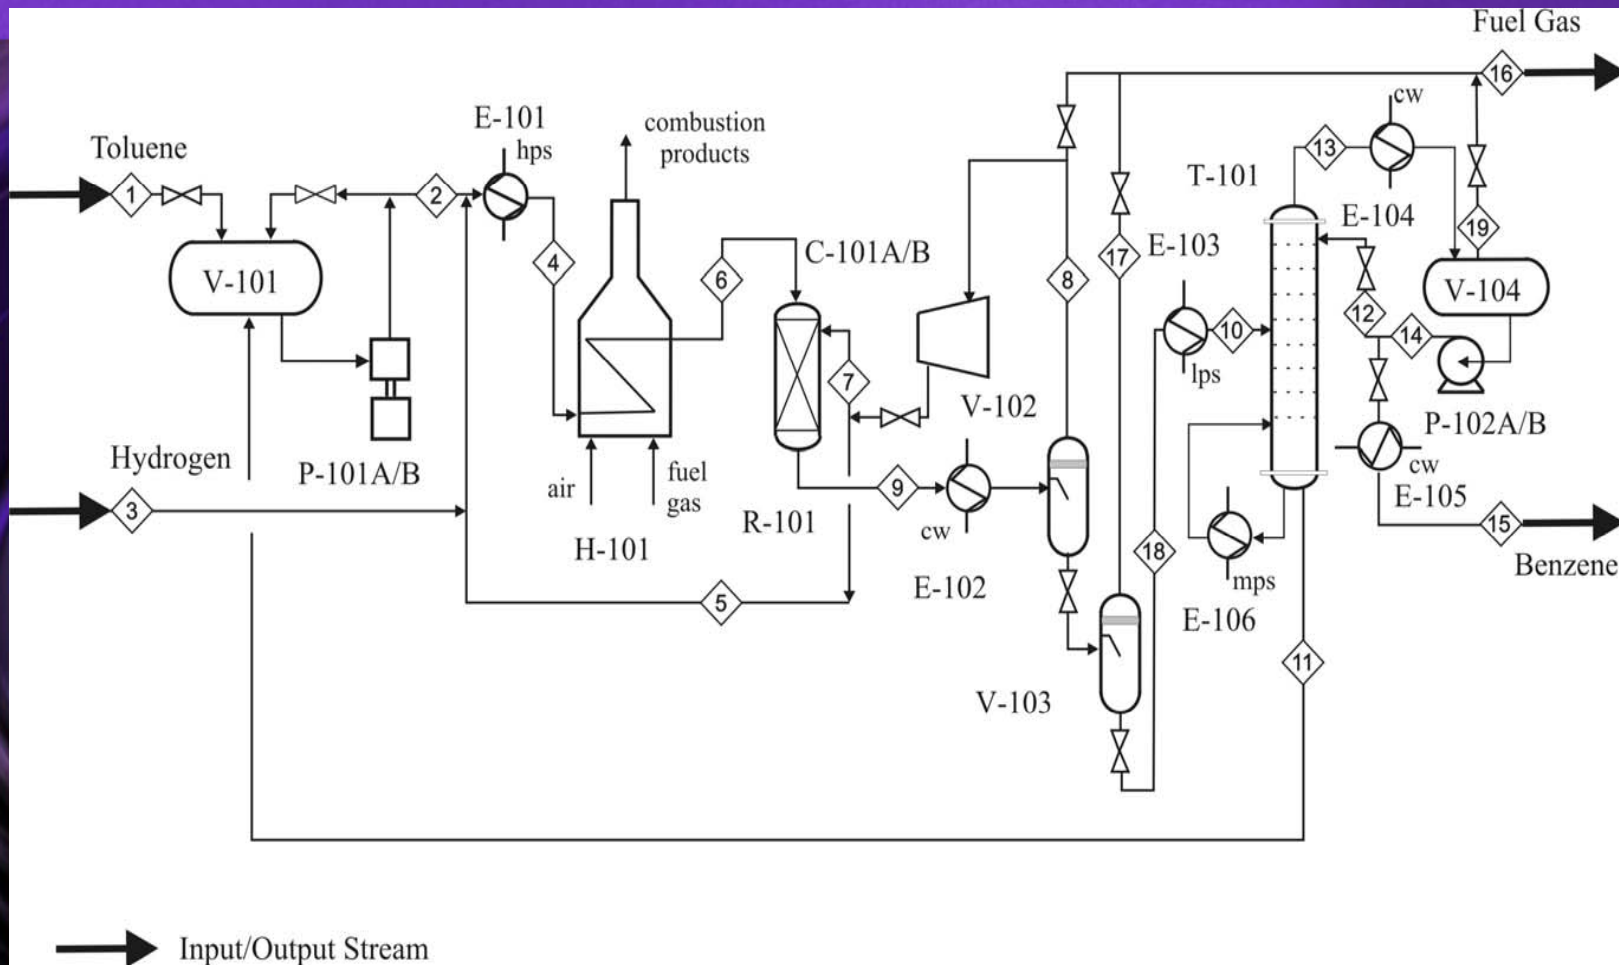 Fuel Gas
16
E-101
hps
combustion
products
cw
13
Toluene
1
2
T-101
E-104
19
C-101A/B
E-103
17
4
6
8
V-101
V-104
12
10
14
7
lps
V-102
P-102A/B
Hydrogen
P-101A/B
air
fuel
gas
cw
E-105
3
9
R-101
cw
15
H-101
18
Benzene
E-102
mps
5
E-106
11
V-103
Input/Output Stream